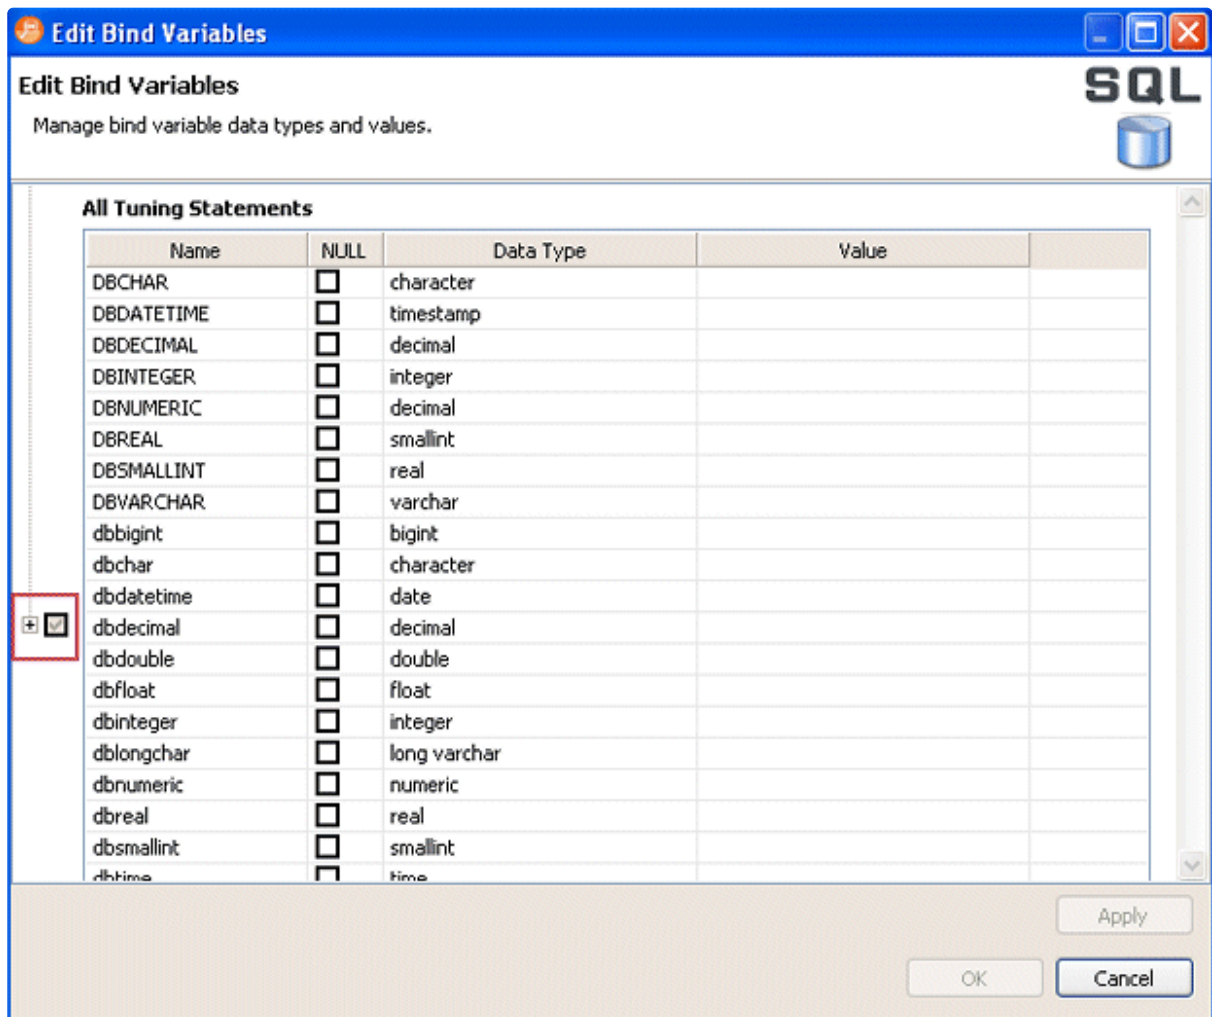 Edit Bind Variables
Edit Bind Variables
SQL
Manage bind variable data types and values.
All Tuning Statements
Name NULL Data Type Value
DBCHAR character
DBDATETIME timestamp
DBDECIMAL decimal
DBINTEGER integer
DBNUMERIC decimal
DBREAL smallint
DBSMALLINT real
DBVARCHAR varchar
dbbigint bigint
dbchar character
dbdatetime date
dbdecimal decimal
dbdouble double
dbfloat float
dbinteger integer
dblongchar long varchar
dbnumeric numeric
dbreal real
dbsmallint smallint
dbtime time
Apply
OK Cancel